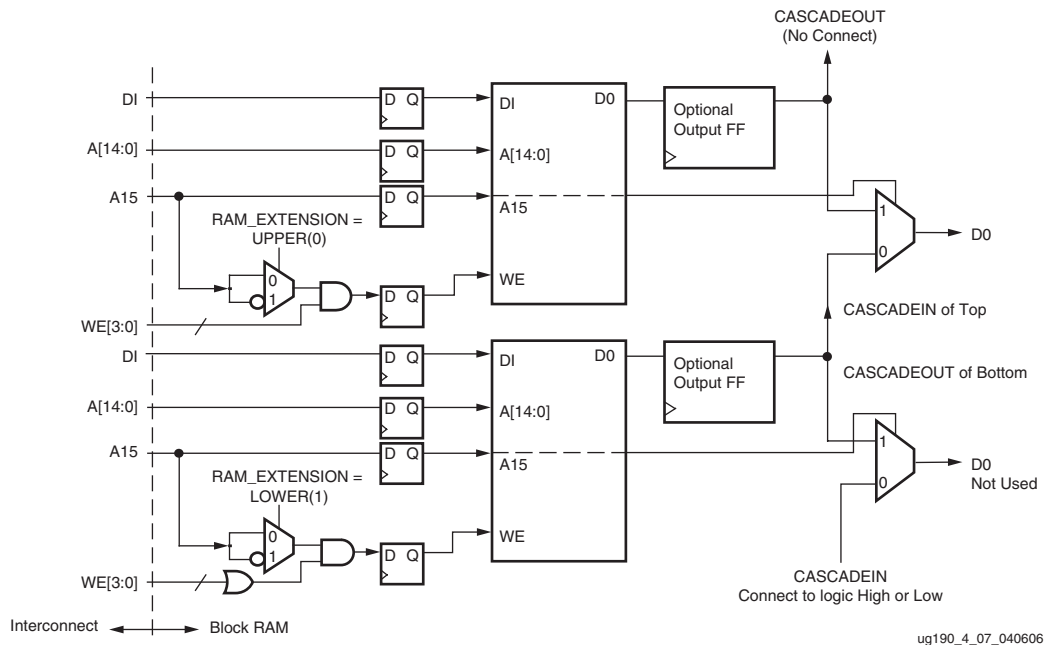 CASCADEOUT
(No Connect)
DI
D Q
DI
D0
Optional
Output FF
A[14:0]
D Q
A[14:0]
A15
D Q
A15
1
RAM_EXTENSION =
UPPER(0)
D0
0
0
1
WE
D Q
WE[3:0]
CASCADEIN of Top
DI
D Q
DI
D0
Optional
Output FF
CASCADEOUT of Bottom
A[14:0]
D Q
A[14:0]
A15
D Q
A15
1
RAM_EXTENSION =
LOWER(1)
D0
Not Used
0
0
1
WE
D Q
WE[3:0]
CASCADEIN
Connect to logic High or Low
Interconnect
Block RAM
ug190_4_07_040606